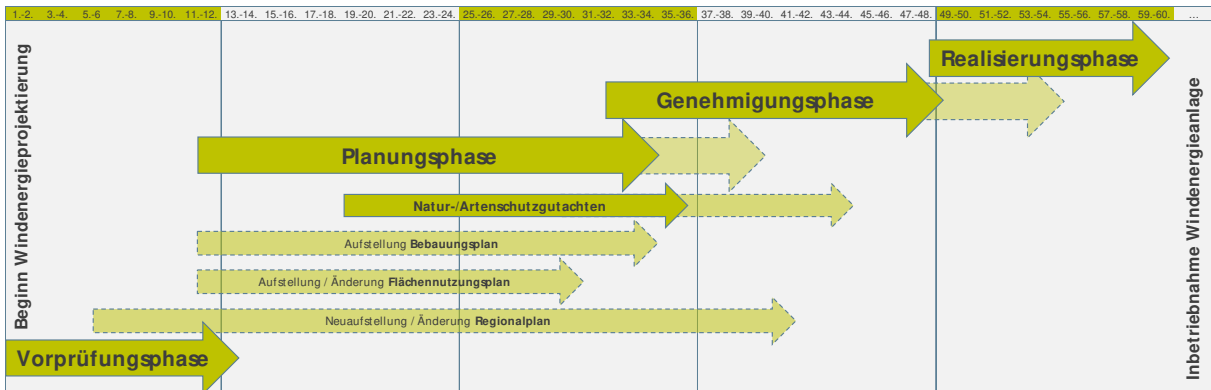 1.-2. 3.-4. 5.-6 7.-8. 9.-10. 11.-12. 13.-14. 15.-16. 17.-18. 19.-20. 21.-22. 23.-24. 25.-26. 27.-28. 29.-30. 31.-32. 33.-34. 35.-36. 37.-38. 39.-40. 41.-42. 43.-44. 45.-46. 47.-48. 49.-50. 51.-52. 53.-54. 55.-56. 57.-58. 59.-60. ...
Beginn Windenergieprojektierung
Realisierungsphase
Genehmigungsphase
Planungsphase
Natur-/Artenschutzgutachten
Aufstellung Bebauungsplan
Aufstellung / Änderung Flächennutzungsplan
Neuaufstellung / Änderung Regionalplan
Vorprüfungsphase
Inbetriebnahme Windenergieanlage